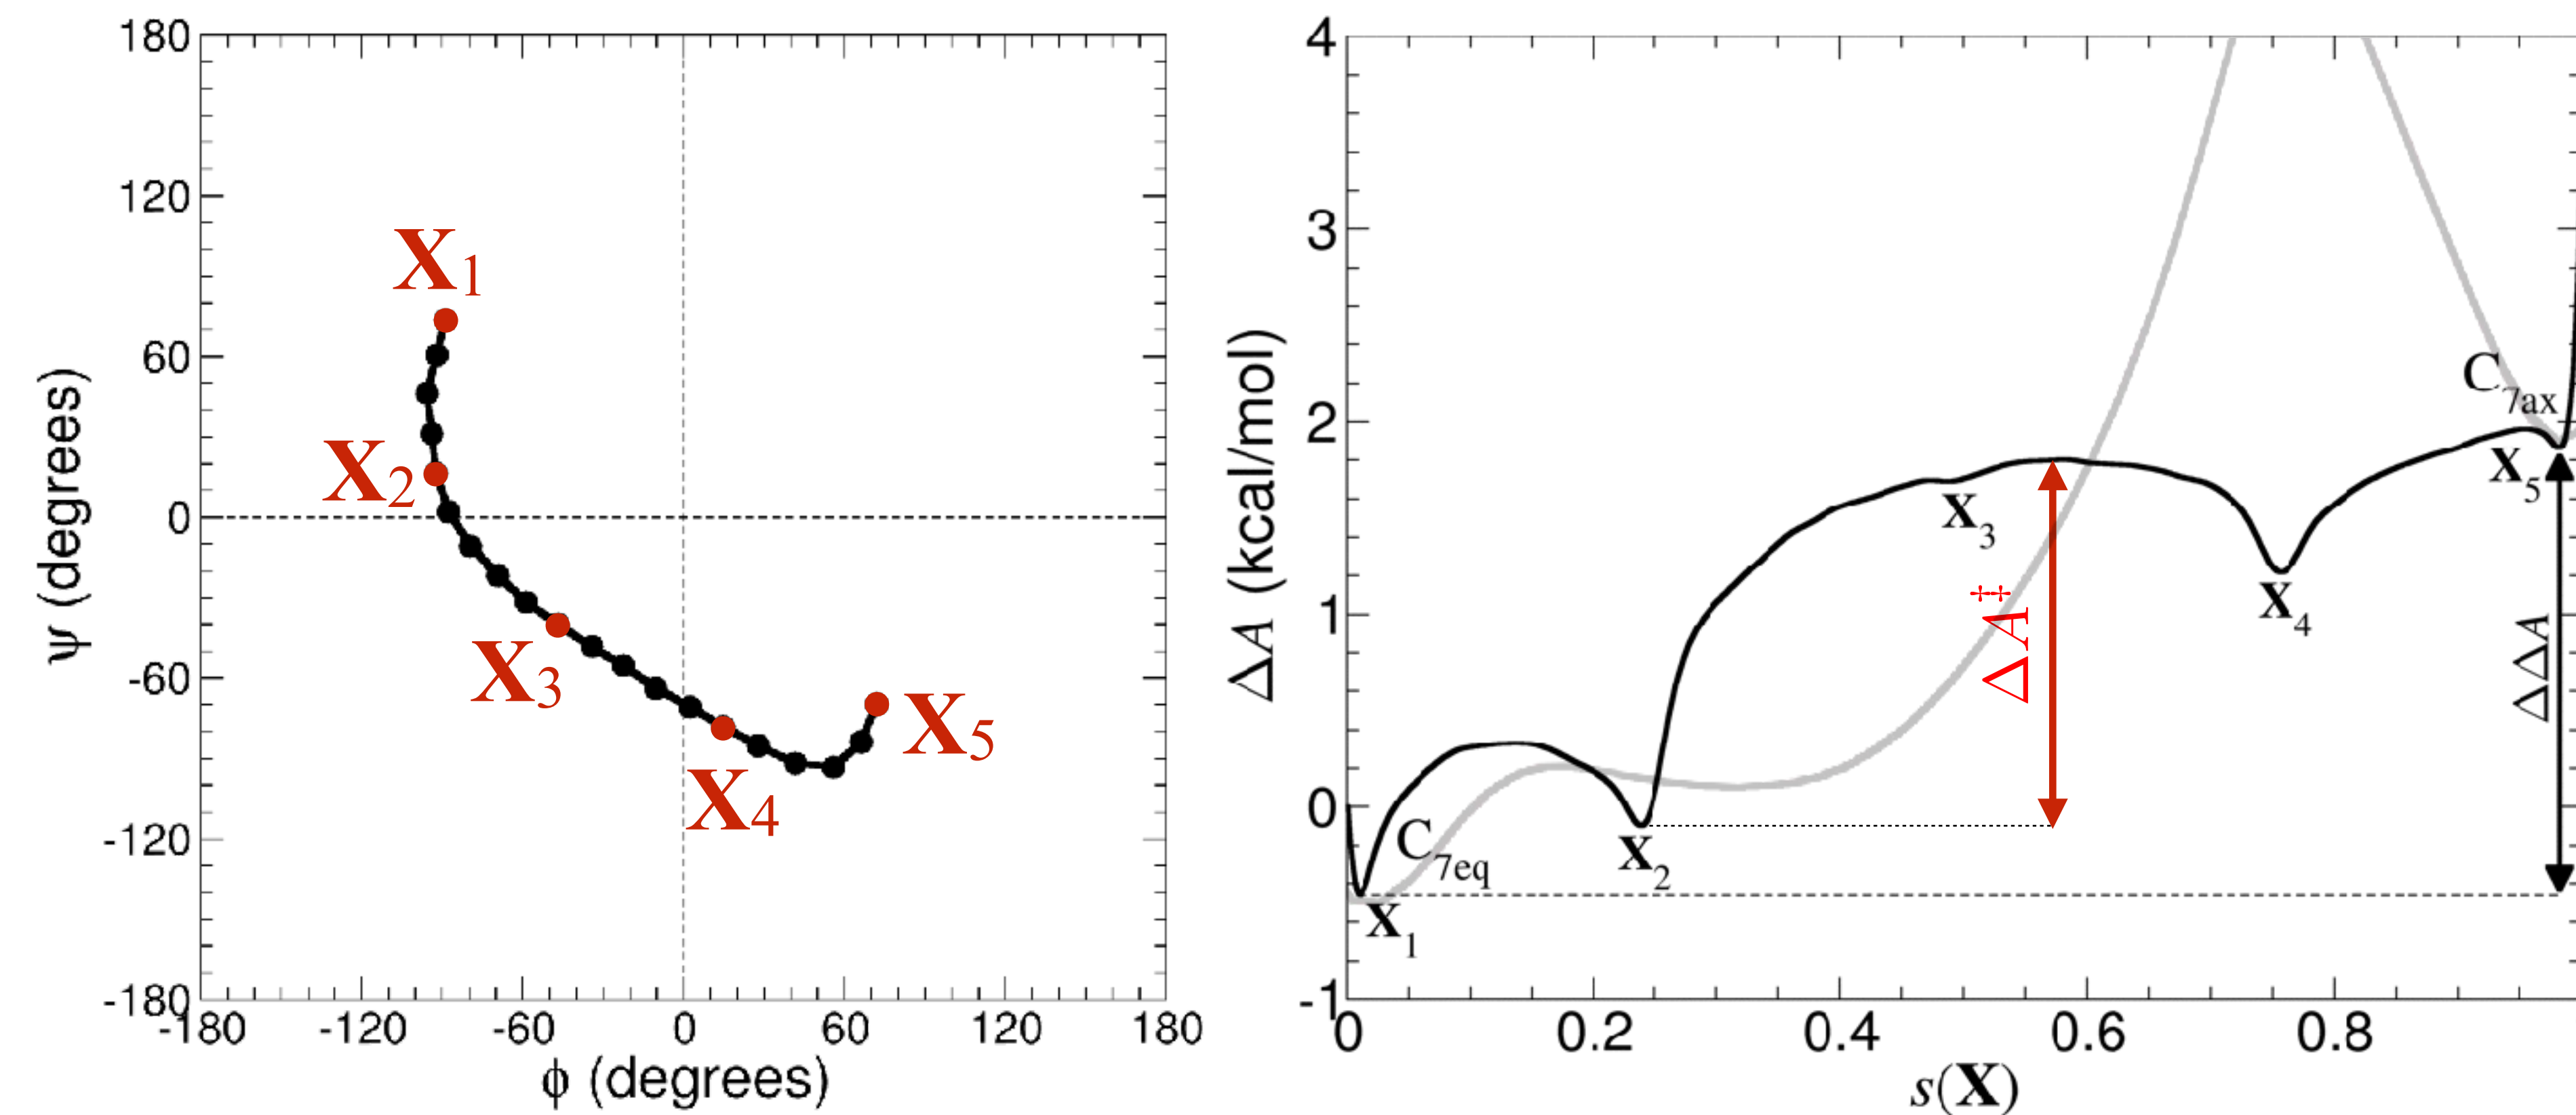 180
120
60
0
-60
-120
-180
ψ (degrees)
-180
-120
-60
0
60
120
180
ϕ (degrees)
X1
X2
X3
X4
X5
4
3
2
1
0
-1
ΔA (kcal/mol)
0
0.2
0.4
0.6
0.8
s(X)
C7eq
X1
X2
X3
ΔA‡
X4
C7ax
X5
ΔΔA